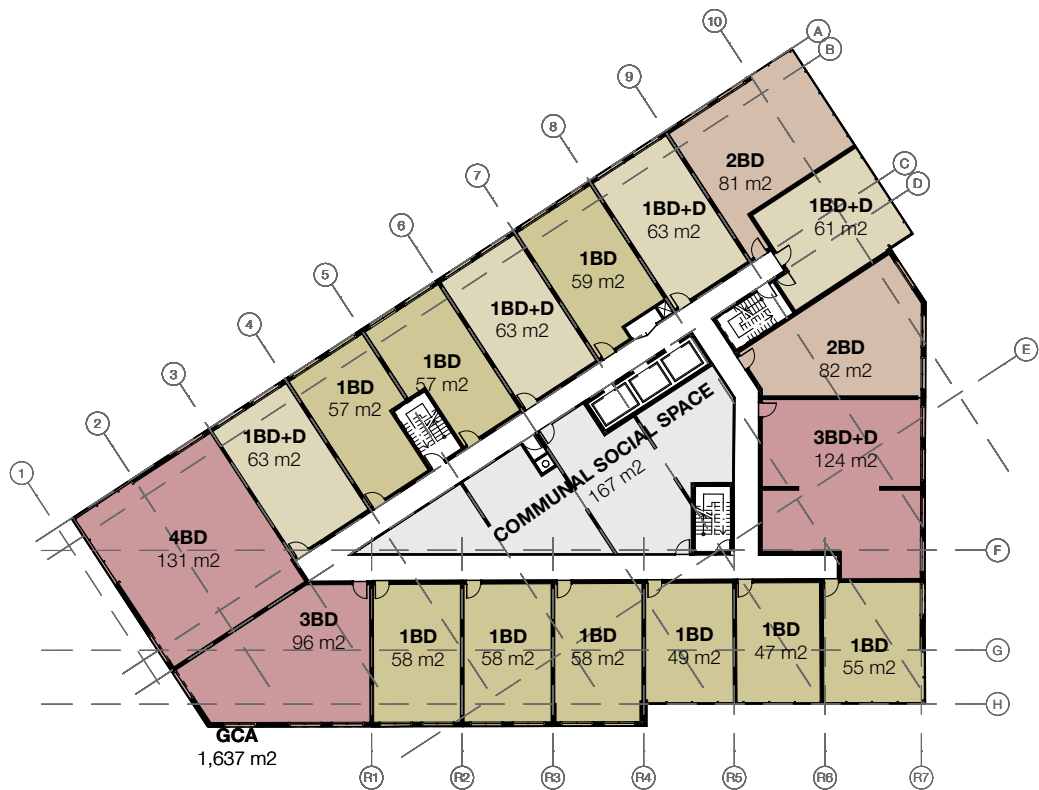 10
A
B
9
8
2BD
81 m2
C
7
D
1BD+D
61 m2
1BD+D
63 m2
6
1BD
59 m2
5
1BD+D
63 m2
4
2BD
82 m2
E
1BD
57 m2
3
1BD
57 m2
2
1BD+D
63 m2
3BD+D
124 m2
COMMUNAL SOCIAL SPACE
167 m2
1
4BD
131 m2
F
3BD
96 m2
1BD
58 m2
1BD
58 m2
1BD
58 m2
1BD
49 m2
1BD
47 m2
1BD
55 m2
G
H
GCA
1,637 m2
R1
R2
R3
R4
R5
R6
R7